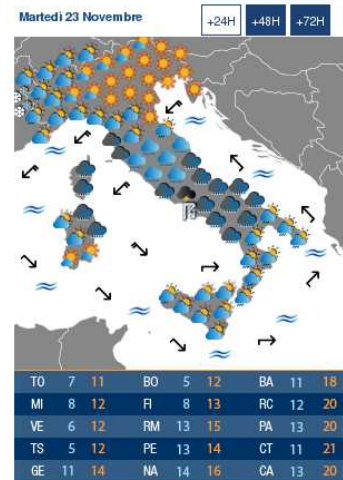 Martedì 23 Novembre +24H +48H +72H
TO 7 11 BO 5 12 BA 11 18
MI 8 12 FI 8 13 RC 12 20
VE 6 12 RM 13 15 PA 13 20
TS 5 12 PE 13 14 CT 11 21
GE 11 14 NA 14 16 CA 13 20